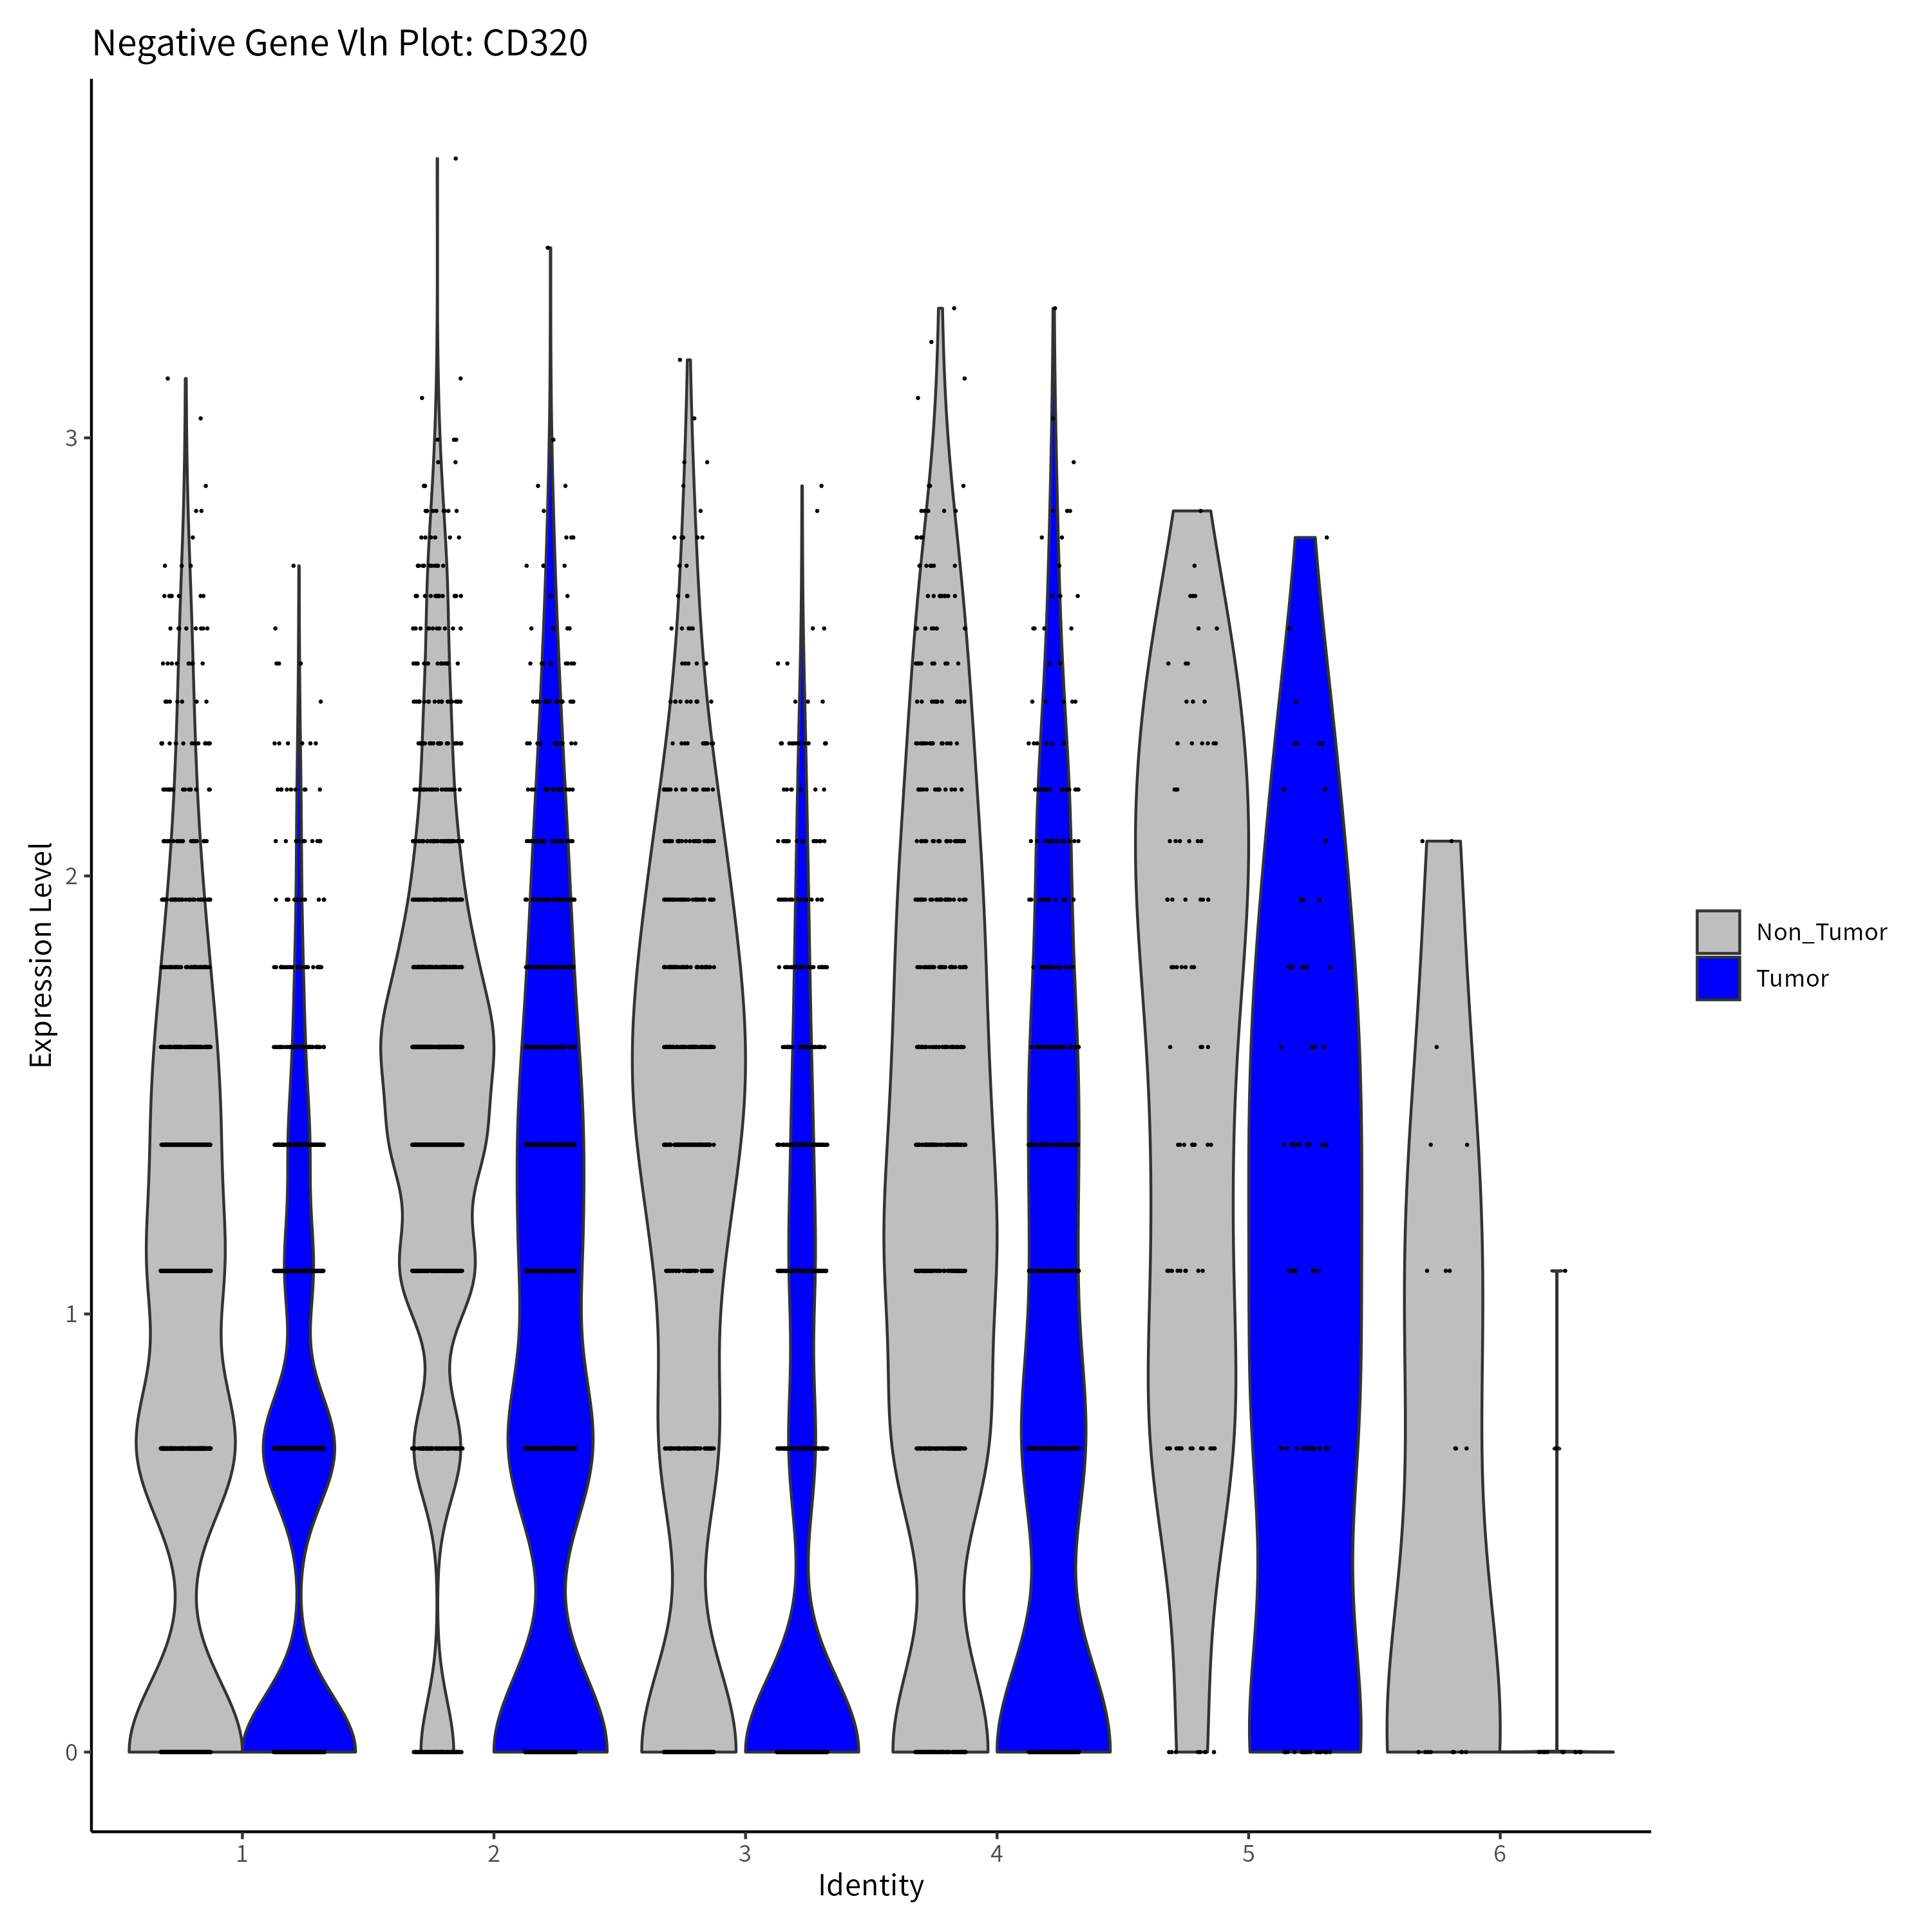 Negative Gene Vln Plot: CD320
Expression Level
3
2
1
0
1 2 3 4 5 6
Identity
Non_Tumor
Tumor